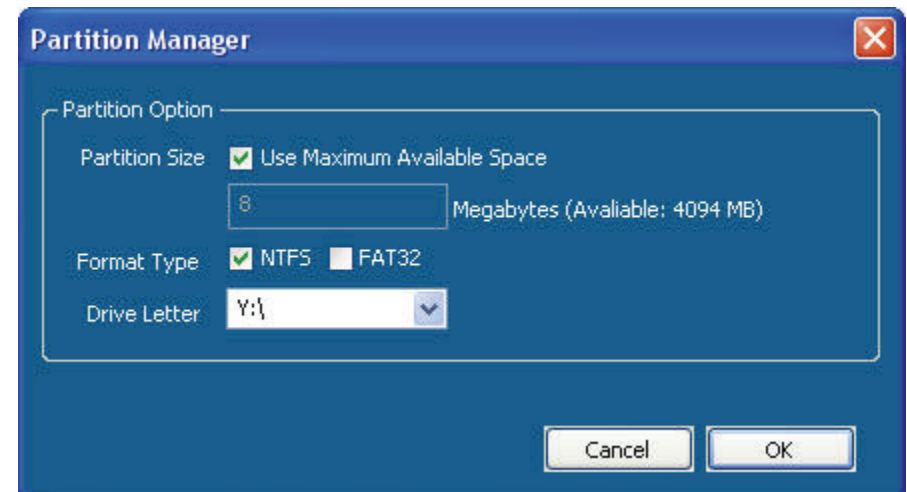 Partition Manager
Partition Option
Partition Size Use Maximum Available Space
8 Megabytes (Avaliable: 4094 MB)
Format Type NTFS FAT32
Drive Letter Y:\
Cancel OK